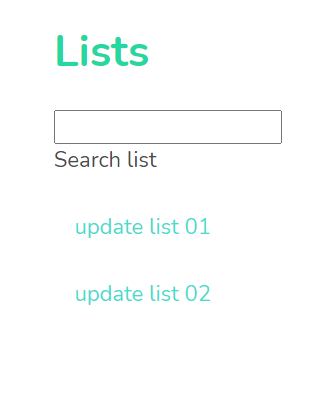 Lists
Search list
update list 01
update list 02